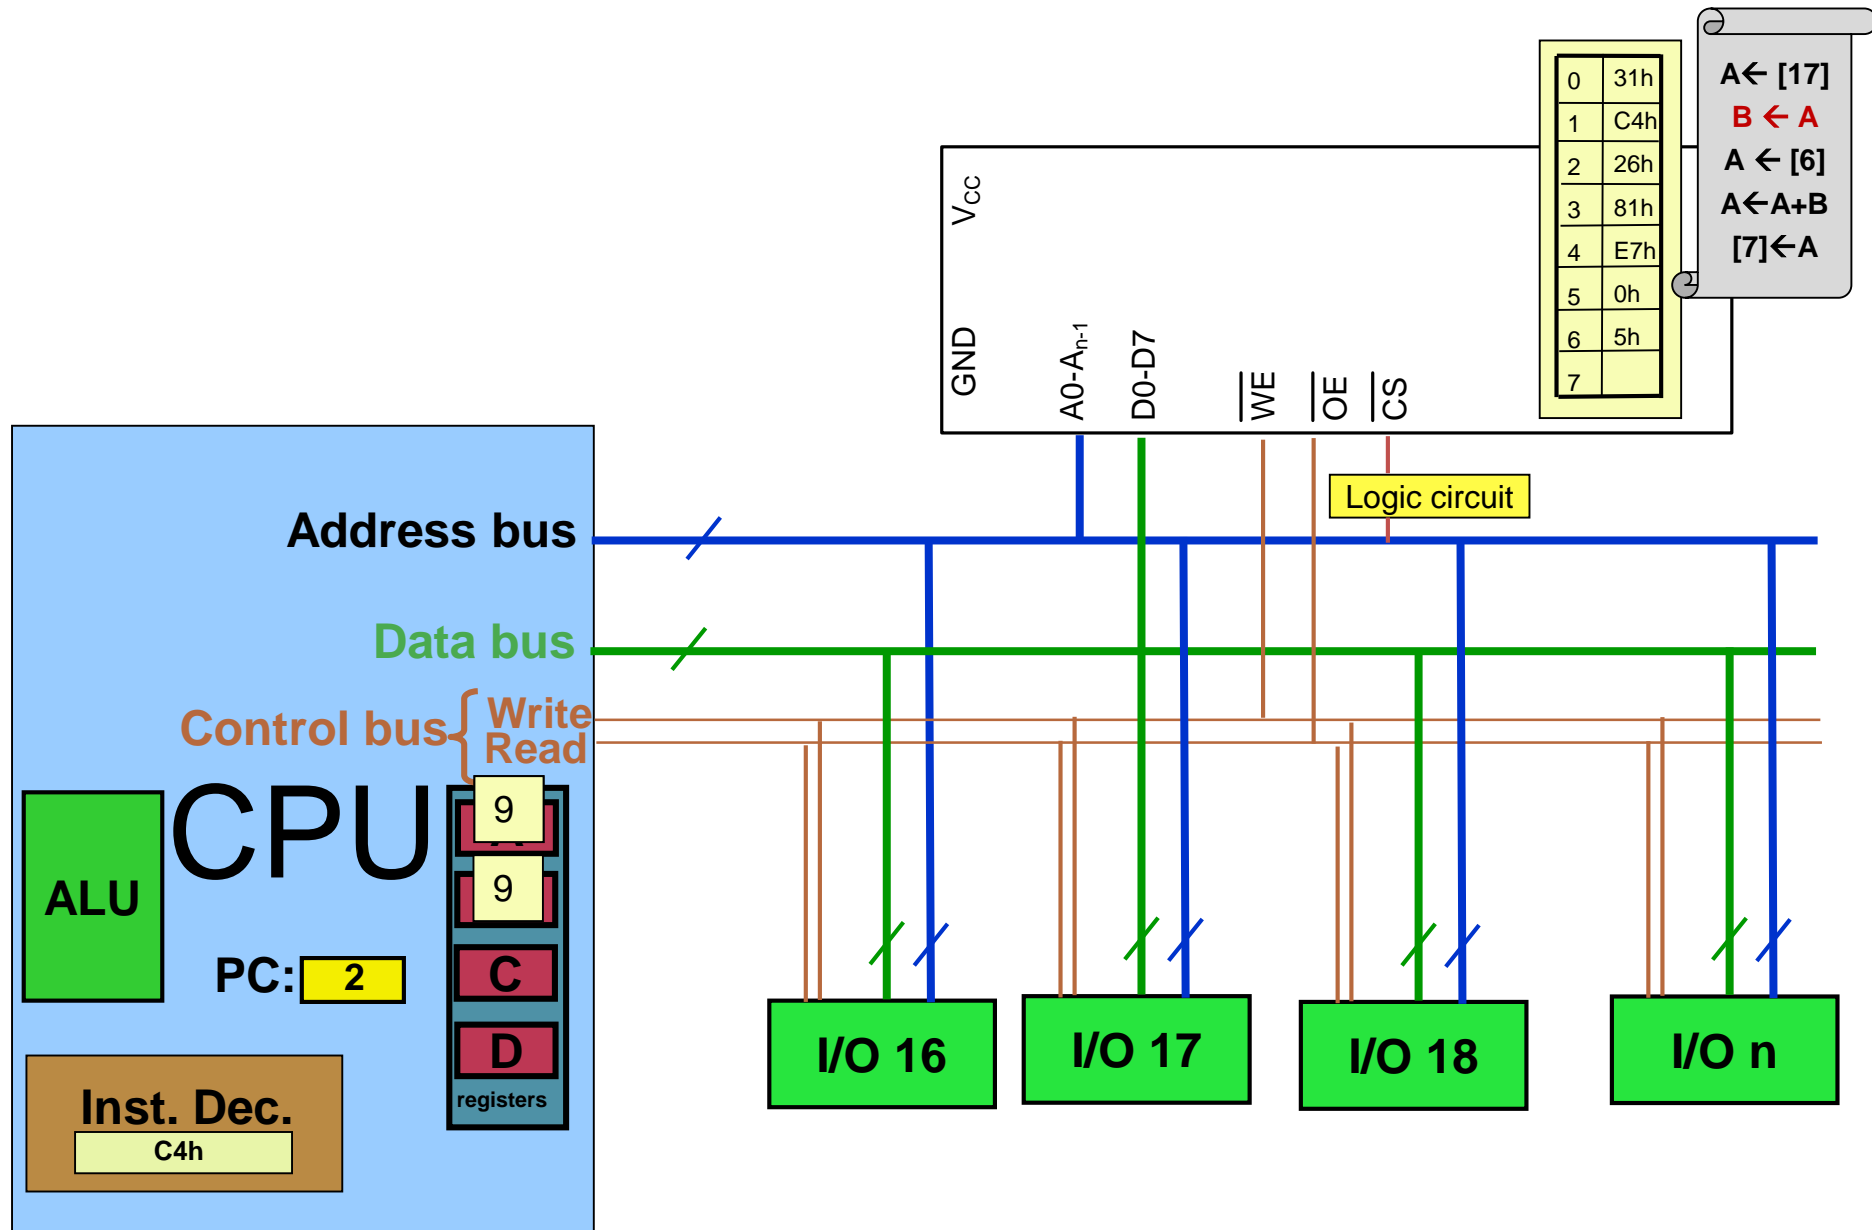 0 31h
1 C4h
2 26h
3 81h
4 E7h
5 0h
6 5h
7
A← [17]
B ← A
A ← [6]
A←A+B
[7]←A
VCC
GND
A0-An-1
D0-D7
WE
OE
CS
Logic circuit
Address bus
Data bus
Control bus
Write
Read
CPU
ALU
9
A
9
C
D
registers
PC: 2
Inst. Dec.
C4h
I/O 16
I/O 17
I/O 18
I/O n